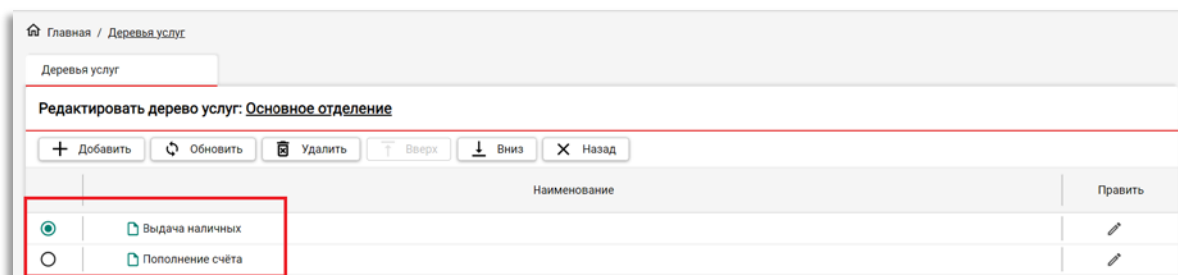 Главная / Деревья услуг
Деревья услуг
Редактировать дерево услуг: Основное отделение
Добавить Обновить Удалить Вверх Вниз Назад
Наименование Править
Выдача наличных
Пополнение счёта